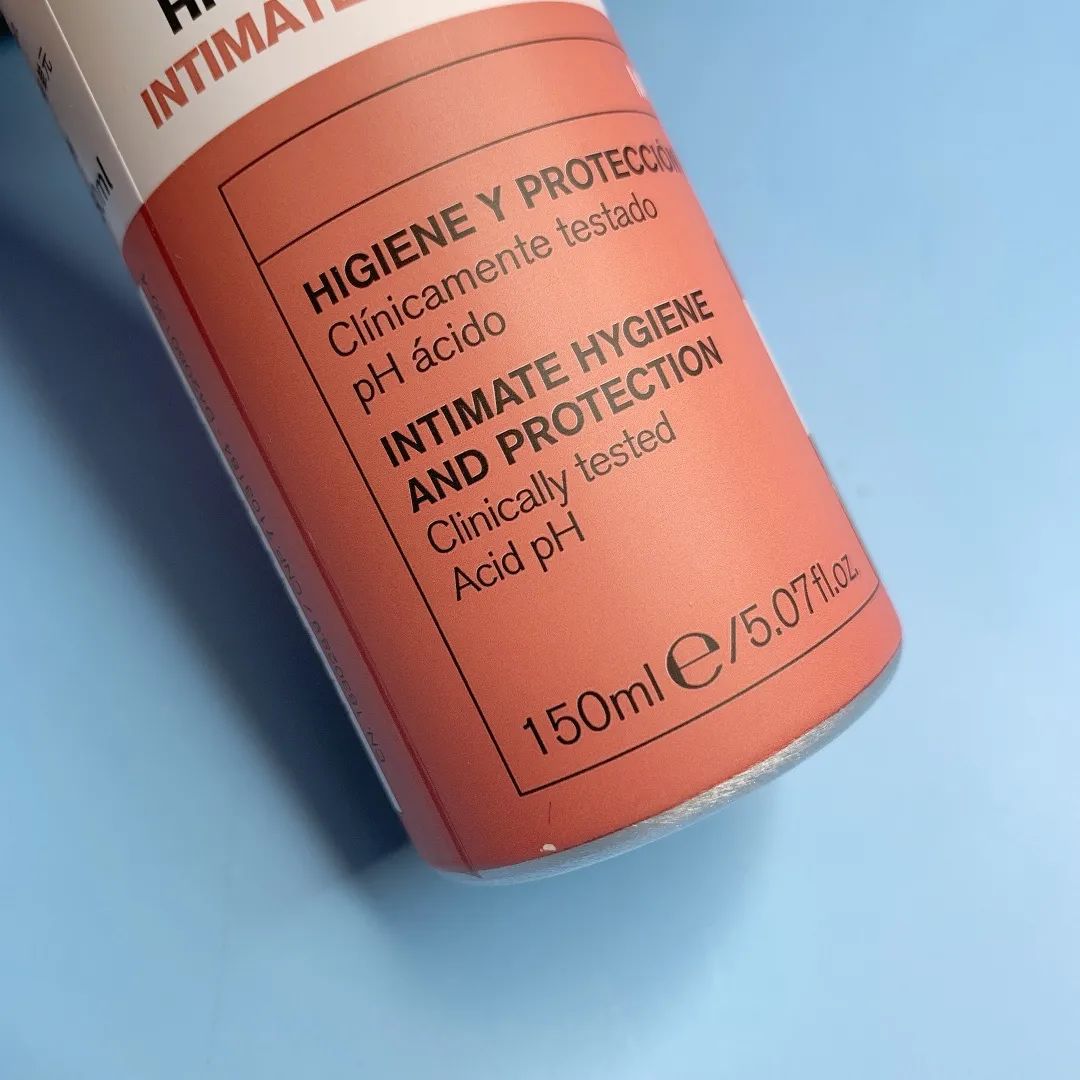 INTIMATE
HIGIENE Y PROTECCIÓN
Clínicamente testado
pH ácido
INTIMATE HYGIENE
AND PROTECTION
Clinically tested
Acid pH
150ml e/5.07fl.oz.